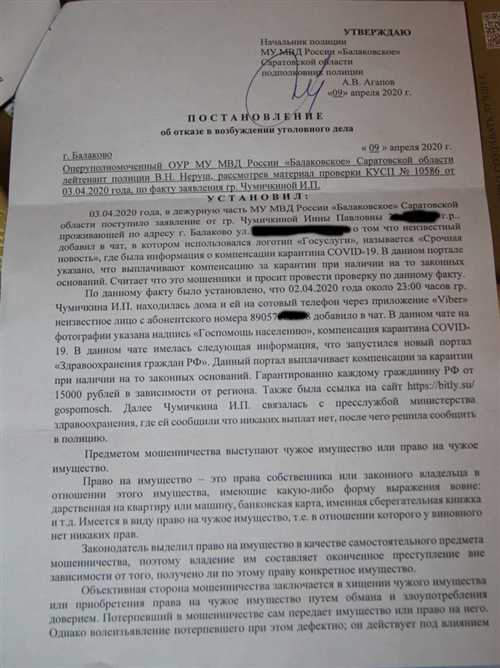 УТВЕРЖДАЮ
Начальник полиции
МУ МВД России «Балаковское»
Саратовской области
подполковник полиции
А.В. Агапов
«09» апреля 2020 г.
П О С Т А Н О В Л Е Н И Е
об отказе в возбуждении уголовного дела
г. Балаково « 09 » апреля 2020 г.
Оперуполномоченный ОУР МУ МВД России «Балаковское» Саратовской области
лейтенант полиции В.Н. Неруш, рассмотрев материал проверки КУСП № 10586 от
03.04.2020 года, по факту заявления гр. Чумичкиной И.П.
У С Т А Н О В И Л :
03.04.2020 года, в дежурную часть МУ МВД России «Балаковское» Саратовской
области поступило заявление от гр. Чумичкиной Инны Павловны 2 г.р.,
проживающей по адресу г. Балаково ул. о том что неизвестный
добавил в чат, в котором использовался логотип «Госуслуги», называется «Срочная
новость», где была информация о компенсации карантина COVID-19. В данном портале
указано, что выплачивают компенсацию за карантин при наличии на то законных
оснований. Считает что это мошенники и просит провести проверку по данному факту.
По данному факту было установлено, что 02.04.2020 года около 23:00 часов гр.
Чумичкина И.П. находилась дома и ей на сотовый телефон через приложение «Viber»
неизвестное лицо с абонентского номера 89057 8 добавило в чат. В данном чате на
фотографии указана надпись «Госпомощь населению», компенсация карантина COVID-
19. В данном чате имелась следующая информация, что запустился новый портал
«Здравоохранения граждан РФ». Данный портал выплачивает компенсации за карантин
при наличии на то законных оснований. Гарантированно каждому гражданину РФ от
15000 рублей в зависимости от региона. Также была ссылка на сайт https://bitly.su/
gospomosch. Далее Чумичкина И.П. связалась с пресслужбой министерства
здравоохранения, где ей сообщили что никаких выплат нет, после чего решила сообщить
в полицию.
Предметом мошенничества выступают чужое имущество или право на чужое
имущество.
Право на имущество – это права собственника или законного владельца в
отношении этого имущества, имеющие какую-либо форму выражения вовне:
дарственная на квартиру или машину, банковская карта, именная сберегательная книжка
и т.д. Имеется в виду право на чужое имущество, т.е. в отношении которого у виновного
нет никаких прав.
Законодатель выделил право на имущество в качестве самостоятельного предмета
мошенничества, поэтому владение им составляет оконченное преступление вне
зависимости от того, получено ли по этому праву конкретное имущество.
Объективная сторона мошенничества заключается в хищении чужого имущества
или приобретения права на чужое имущество путем обмана и злоупотребления
доверием. Потерпевший в мошенничестве сам передает имущество или право на него.
Однако волеизъявление потерпевшего при этом дефектно; он действует под влиянием